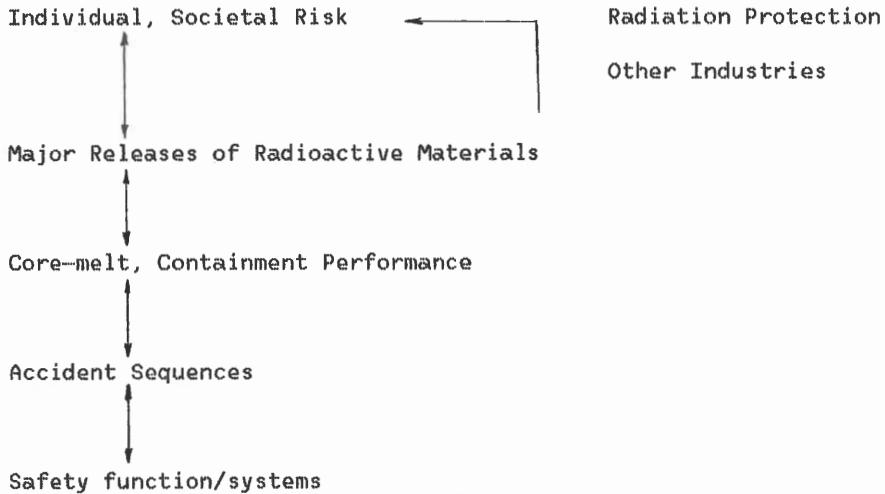 Individual, Societal Risk
Radiation Protection
Other Industries
Major Releases of Radioactive Materials
Core-melt, Containment Performance
Accident Sequences
Safety function/systems